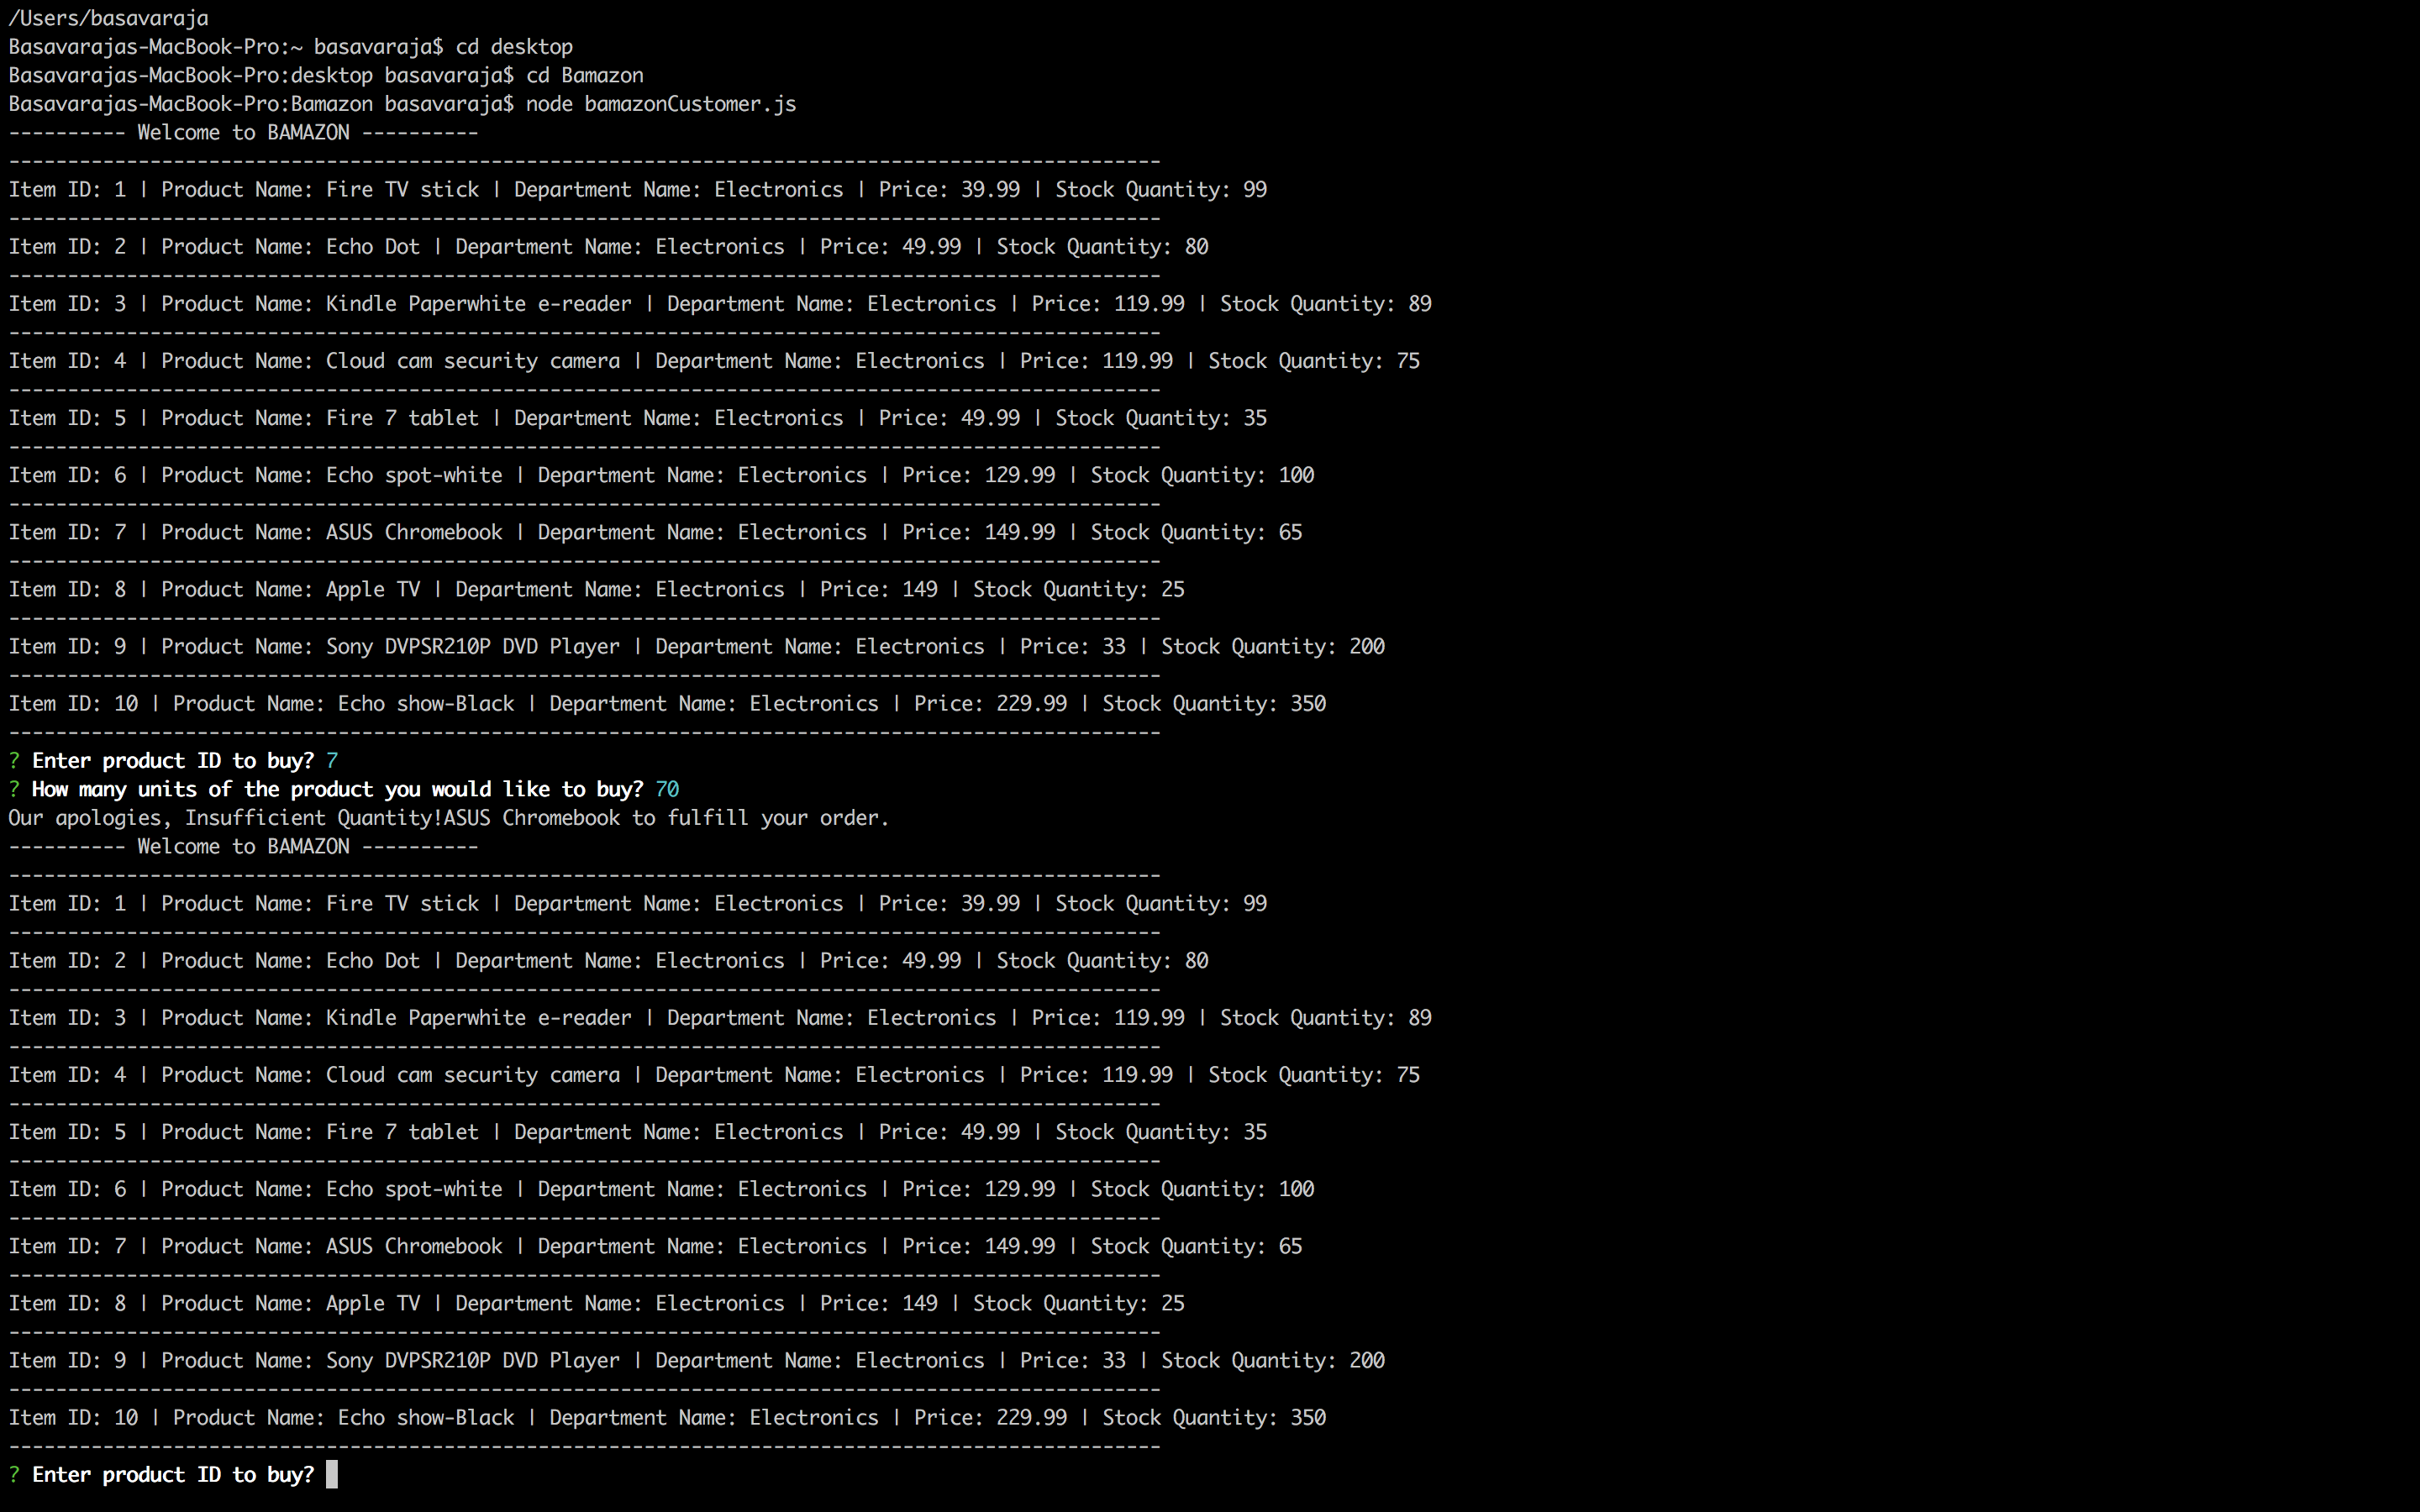 /Users/basavaraja
Basavarajas-MacBook-Pro:~ basavaraja$ cd desktop
Basavarajas-MacBook-Pro:desktop basavaraja$ cd Bamazon
Basavarajas-MacBook-Pro:Bamazon basavaraja$ node bamazonCustomer.js
---------- Welcome to BAMAZON ----------
--------------------------------------------------------------------------------------------------
Item ID: 1 | Product Name: Fire TV stick | Department Name: Electronics | Price: 39.99 | Stock Quantity: 99
--------------------------------------------------------------------------------------------------
Item ID: 2 | Product Name: Echo Dot | Department Name: Electronics | Price: 49.99 | Stock Quantity: 80
--------------------------------------------------------------------------------------------------
Item ID: 3 | Product Name: Kindle Paperwhite e-reader | Department Name: Electronics | Price: 119.99 | Stock Quantity: 89
--------------------------------------------------------------------------------------------------
Item ID: 4 | Product Name: Cloud cam security camera | Department Name: Electronics | Price: 119.99 | Stock Quantity: 75
--------------------------------------------------------------------------------------------------
Item ID: 5 | Product Name: Fire 7 tablet | Department Name: Electronics | Price: 49.99 | Stock Quantity: 35
--------------------------------------------------------------------------------------------------
Item ID: 6 | Product Name: Echo spot-white | Department Name: Electronics | Price: 129.99 | Stock Quantity: 100
--------------------------------------------------------------------------------------------------
Item ID: 7 | Product Name: ASUS Chromebook | Department Name: Electronics | Price: 149.99 | Stock Quantity: 65
--------------------------------------------------------------------------------------------------
Item ID: 8 | Product Name: Apple TV | Department Name: Electronics | Price: 149 | Stock Quantity: 25
--------------------------------------------------------------------------------------------------
Item ID: 9 | Product Name: Sony DVPSR210P DVD Player | Department Name: Electronics | Price: 33 | Stock Quantity: 200
--------------------------------------------------------------------------------------------------
Item ID: 10 | Product Name: Echo show-Black | Department Name: Electronics | Price: 229.99 | Stock Quantity: 350
--------------------------------------------------------------------------------------------------
? Enter product ID to buy? 7
? How many units of the product you would like to buy? 70
Our apologies, Insufficient Quantity!ASUS Chromebook to fulfill your order.
---------- Welcome to BAMAZON ----------
--------------------------------------------------------------------------------------------------
Item ID: 1 | Product Name: Fire TV stick | Department Name: Electronics | Price: 39.99 | Stock Quantity: 99
--------------------------------------------------------------------------------------------------
Item ID: 2 | Product Name: Echo Dot | Department Name: Electronics | Price: 49.99 | Stock Quantity: 80
--------------------------------------------------------------------------------------------------
Item ID: 3 | Product Name: Kindle Paperwhite e-reader | Department Name: Electronics | Price: 119.99 | Stock Quantity: 89
--------------------------------------------------------------------------------------------------
Item ID: 4 | Product Name: Cloud cam security camera | Department Name: Electronics | Price: 119.99 | Stock Quantity: 75
--------------------------------------------------------------------------------------------------
Item ID: 5 | Product Name: Fire 7 tablet | Department Name: Electronics | Price: 49.99 | Stock Quantity: 35
--------------------------------------------------------------------------------------------------
Item ID: 6 | Product Name: Echo spot-white | Department Name: Electronics | Price: 129.99 | Stock Quantity: 100
--------------------------------------------------------------------------------------------------
Item ID: 7 | Product Name: ASUS Chromebook | Department Name: Electronics | Price: 149.99 | Stock Quantity: 65
--------------------------------------------------------------------------------------------------
Item ID: 8 | Product Name: Apple TV | Department Name: Electronics | Price: 149 | Stock Quantity: 25
--------------------------------------------------------------------------------------------------
Item ID: 9 | Product Name: Sony DVPSR210P DVD Player | Department Name: Electronics | Price: 33 | Stock Quantity: 200
--------------------------------------------------------------------------------------------------
Item ID: 10 | Product Name: Echo show-Black | Department Name: Electronics | Price: 229.99 | Stock Quantity: 350
--------------------------------------------------------------------------------------------------
? Enter product ID to buy?